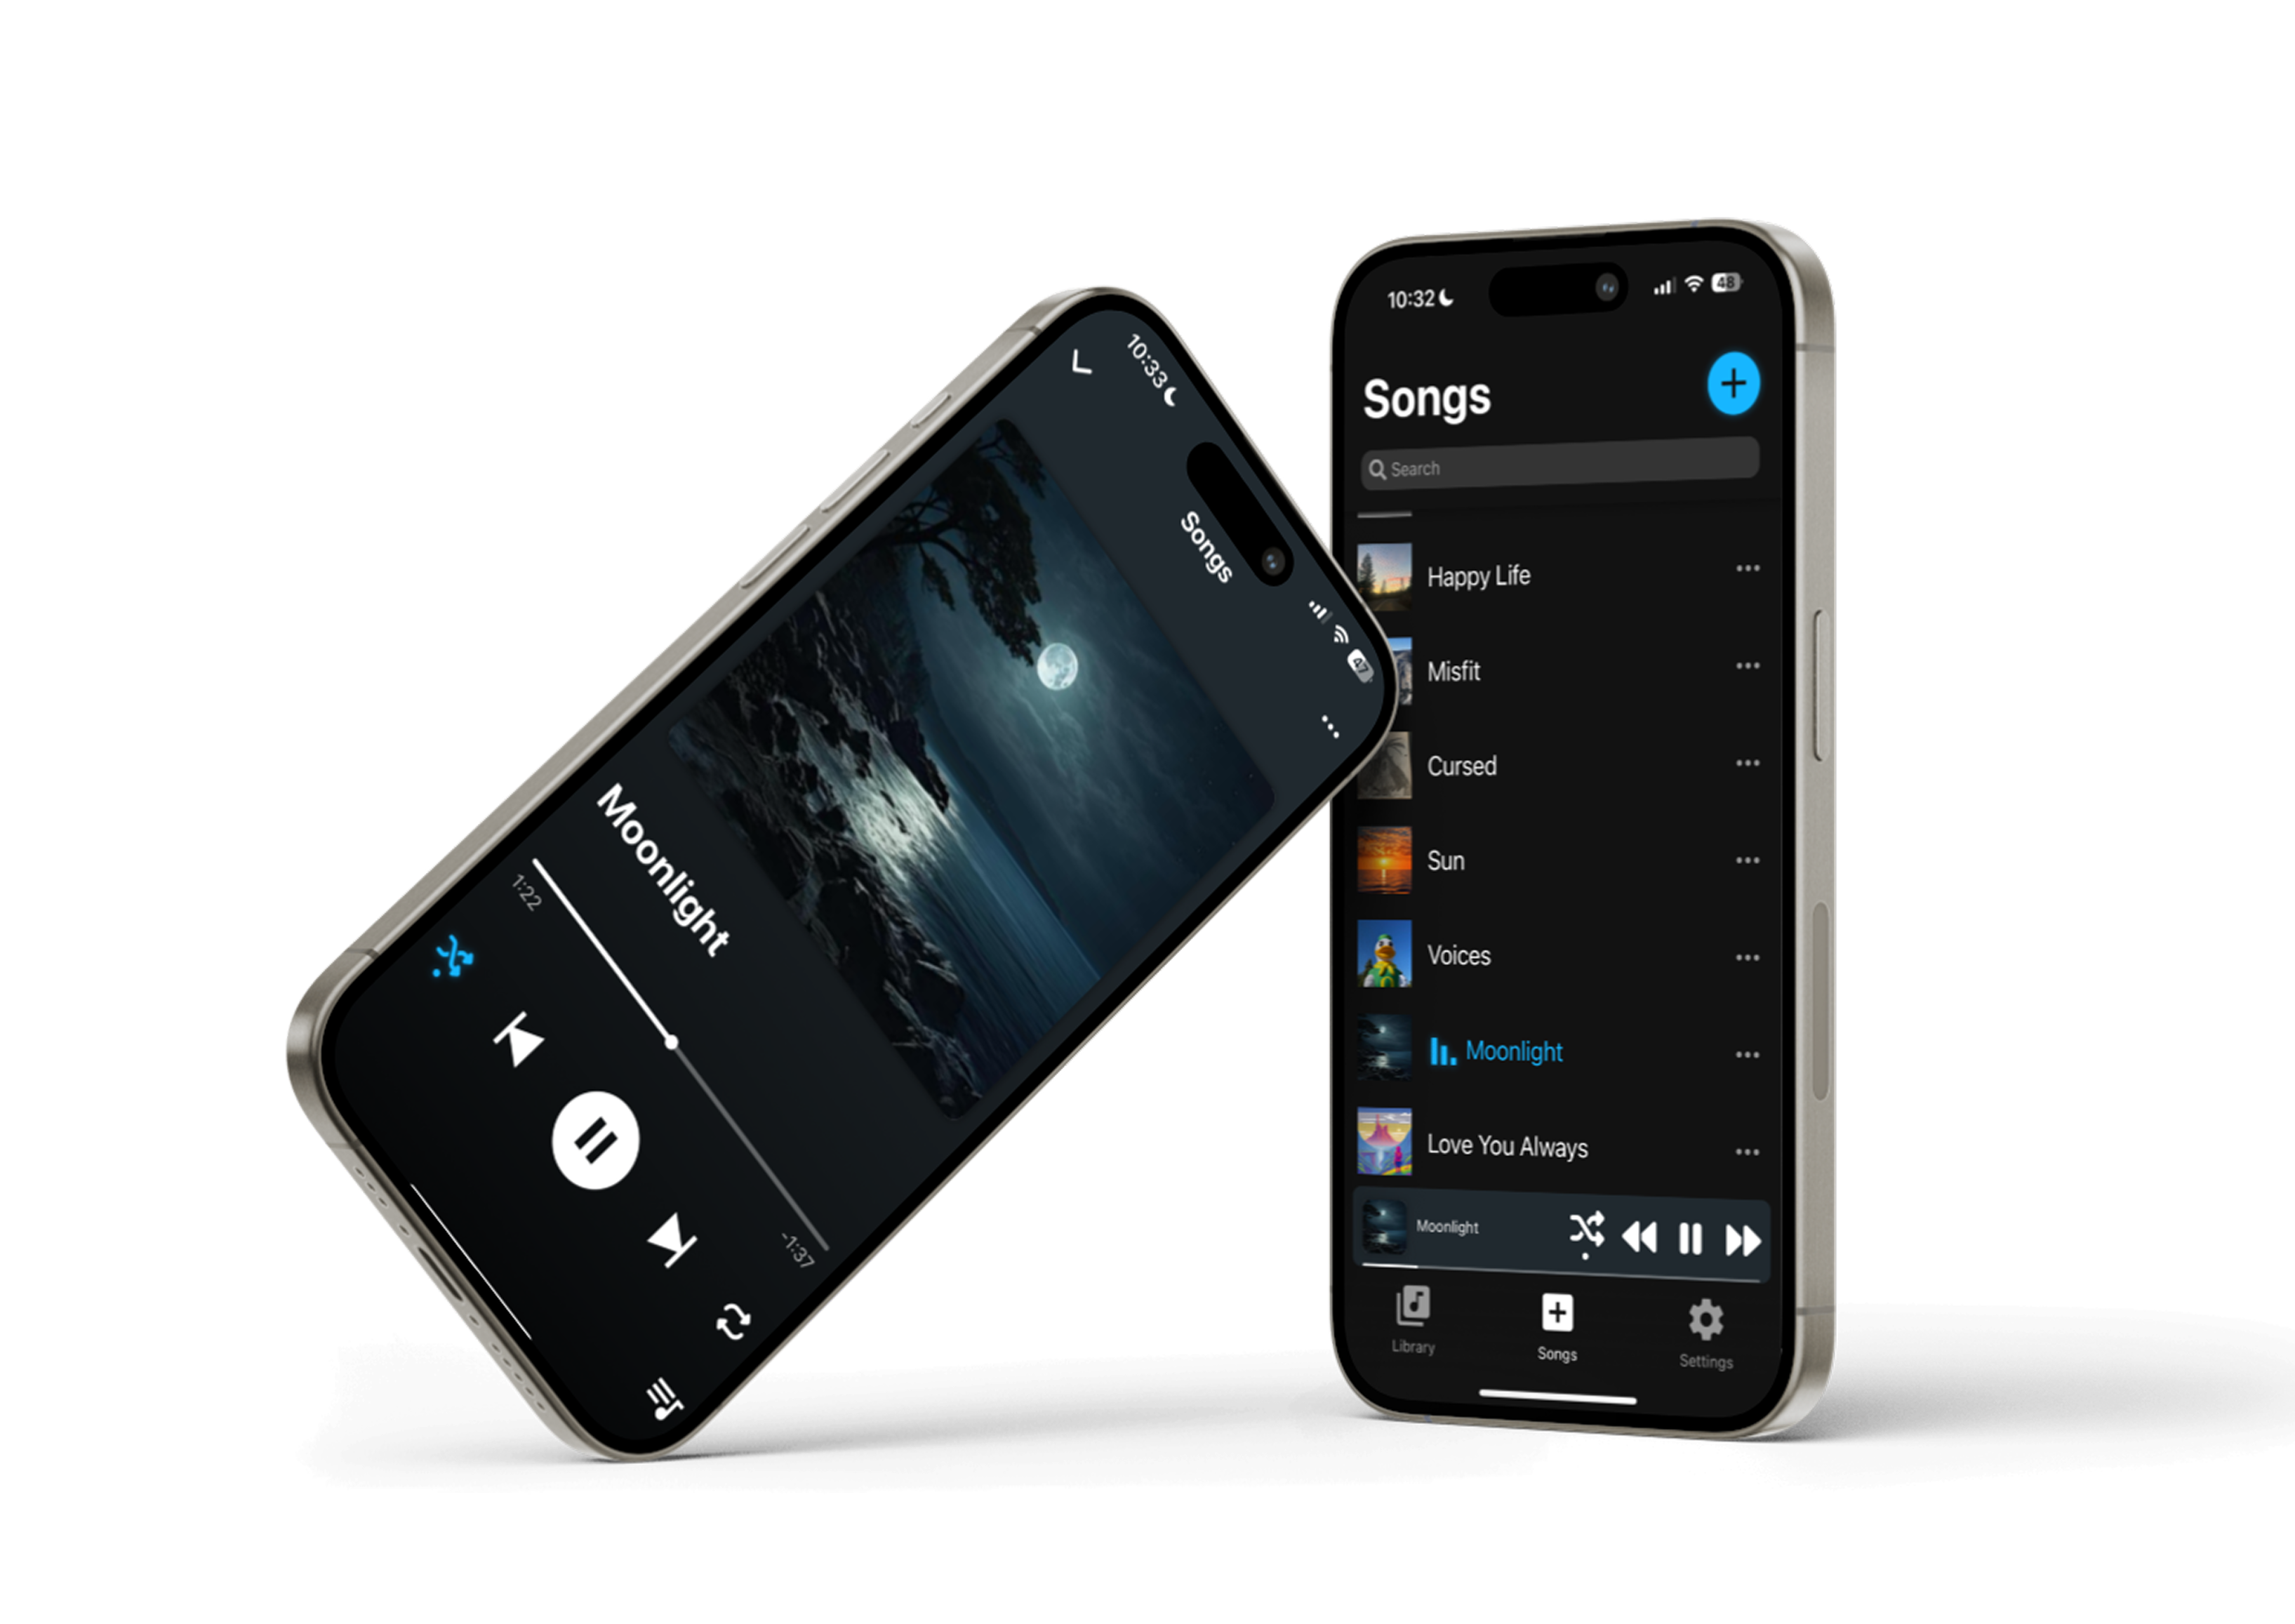 10:33
47
Songs
Moonlight
1:22
-1:37
10:32
48
Songs
Search
Happy Life
Misfit
Cursed
Sun
Voices
Moonlight
Love You Always
Moonlight
Library
Songs
Settings